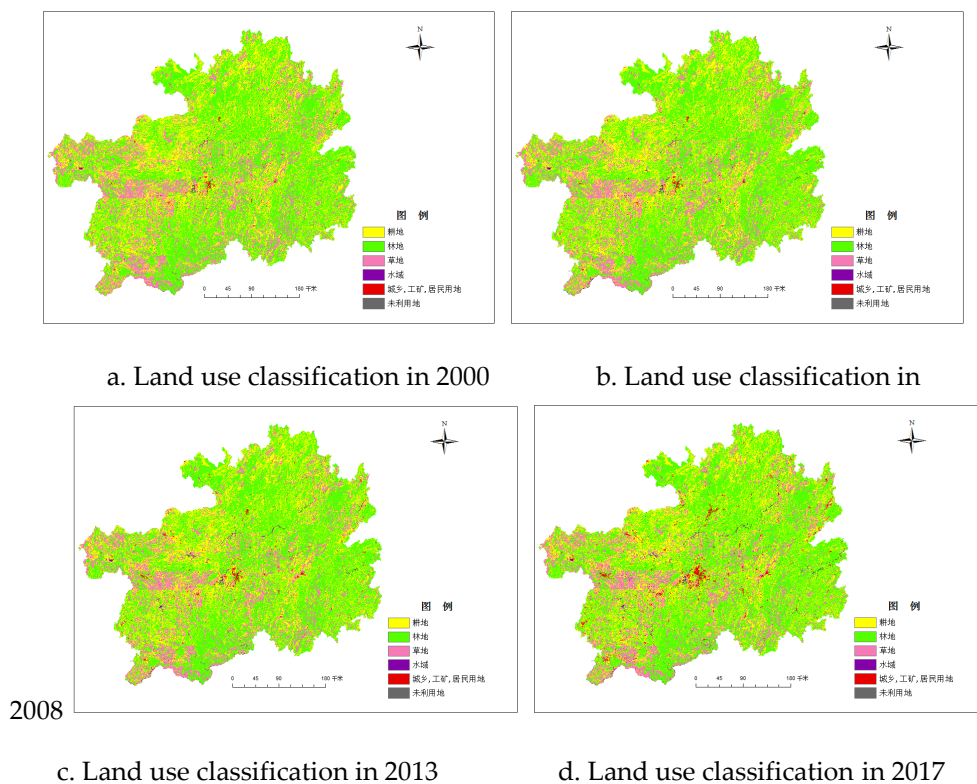 N
N
图 例
耕地
林地
草地
水域
城乡,工矿,居民用地
未利用地
0 45 90 180 千米
图 例
耕地
林地
草地
水域
城乡,工矿,居民用地
未利用地
0 45 90 180 千米
a. Land use classification in 2000
b. Land use classification in
N
N
图 例
耕地
林地
草地
水域
城乡,工矿,居民用地
未利用地
0 45 90 180 千米
图 例
耕地
林地
草地
水域
城乡,工矿,居民用地
未利用地
0 45 90 180 千米
2008
c. Land use classification in 2013
d. Land use classification in 2017